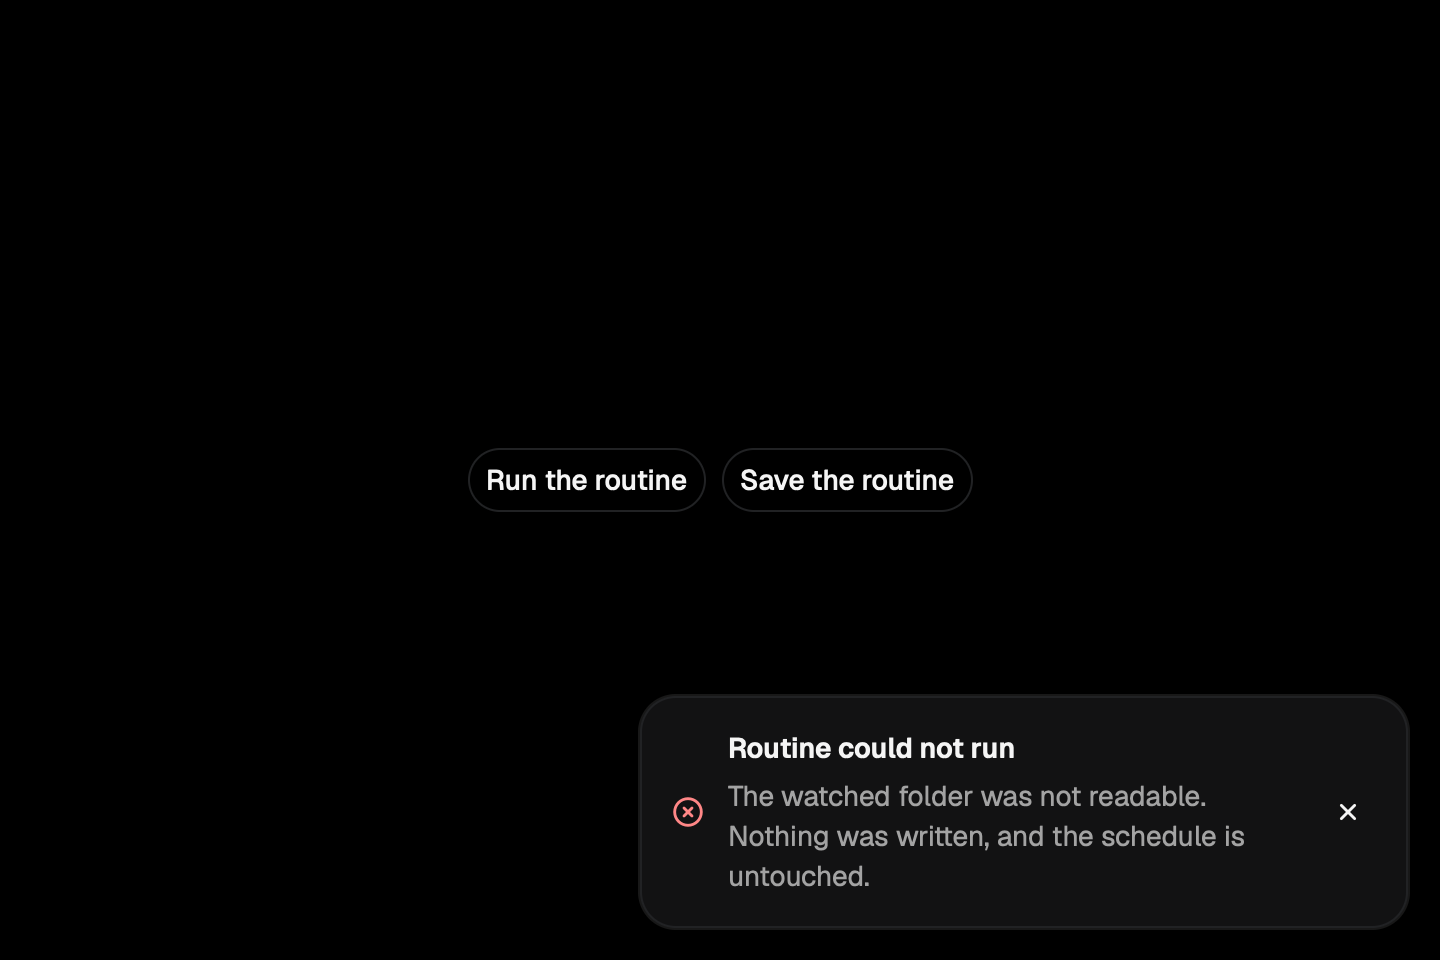 Run the routine
Save the routine
Routine could not run
The watched folder was not readable.
Nothing was written, and the schedule is
untouched.